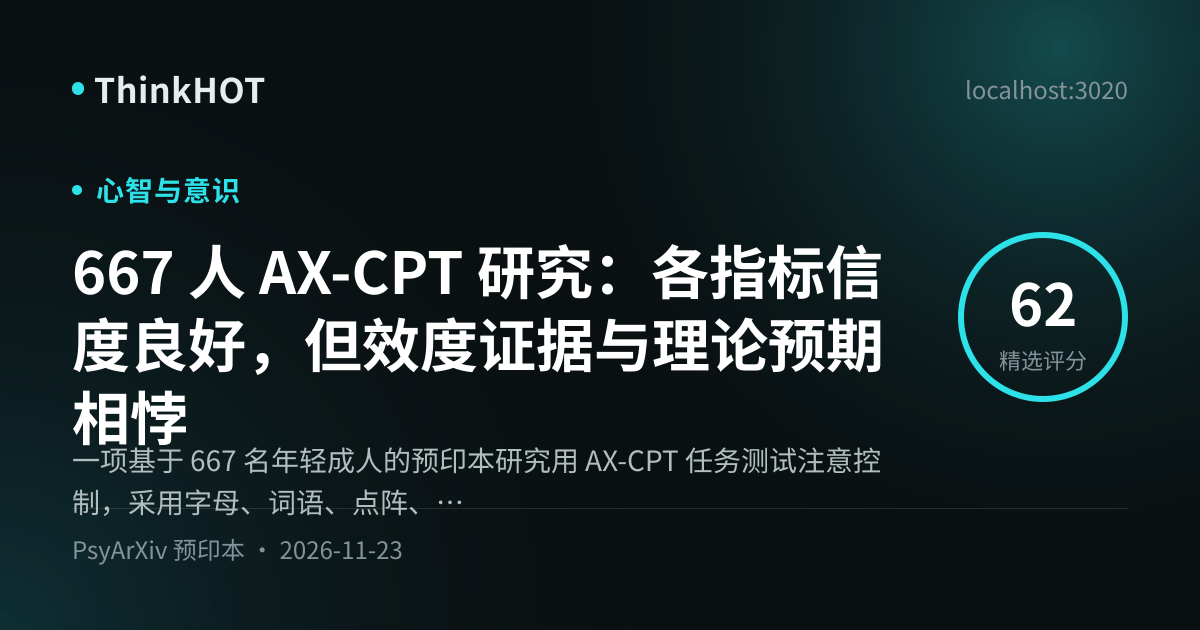 ThinkHOT
localhost:3020
心智与意识
667 人 AX-CPT 研究：各指标信
度良好，但效度证据与理论预期
相悖
62
精选评分
一项基于 667 名年轻成人的预印本研究用 AX-CPT 任务测试注意控
制，采用字母、词语、点阵、…
PsyArXiv 预印本 · 2026-11-23